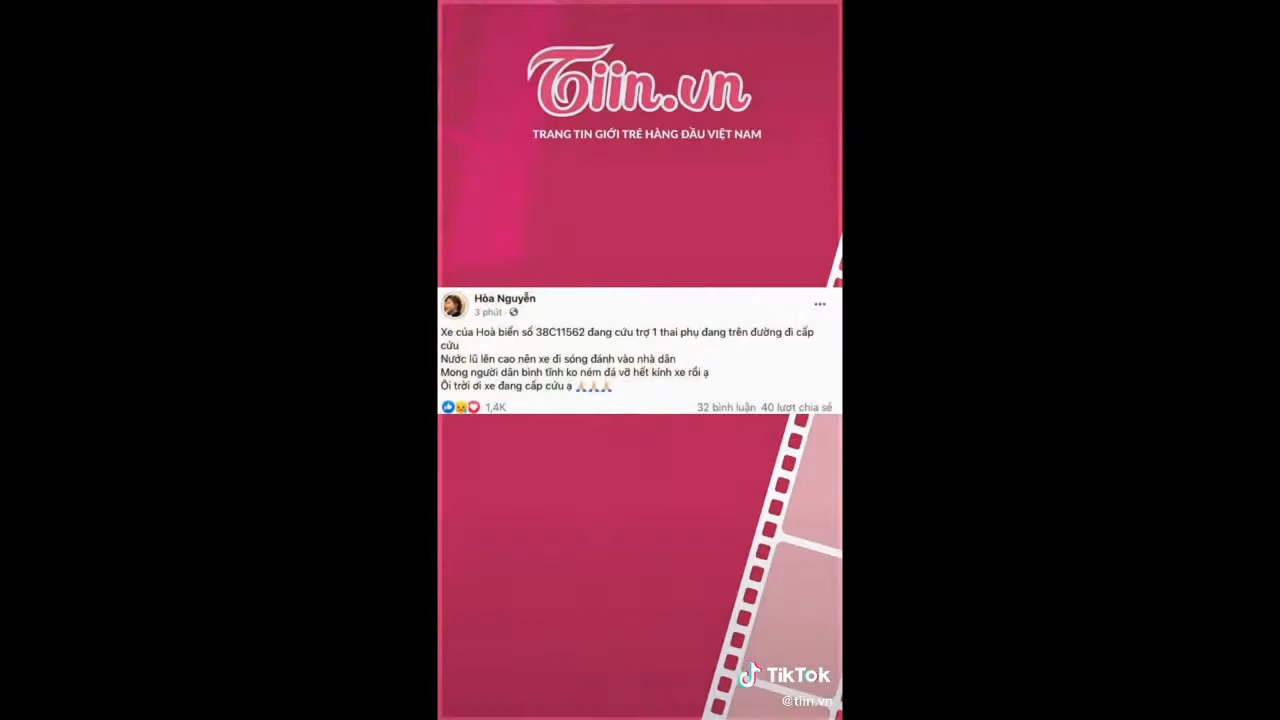 Tiin.vn
TRANG TIN GIỚI TRẺ HÀNG ĐẦU VIỆT NAM
Hòa Nguyễn
3 phút ·
Xe của Hoà biển số 38C11562 đang cứu trợ 1 thai phụ đang trên đường đi cấp
cứu
Nước lũ lên cao nên xe đi sóng đánh vào nhà dân
Mong người dân bình tĩnh ko ném đá vỡ hết kính xe rồi ạ
Ôi trời ơi xe đang cấp cứu ạ 🙏🙏🙏
1,4K
32 bình luận 40 lượt chia sẻ
TikTok
@tiin.vn